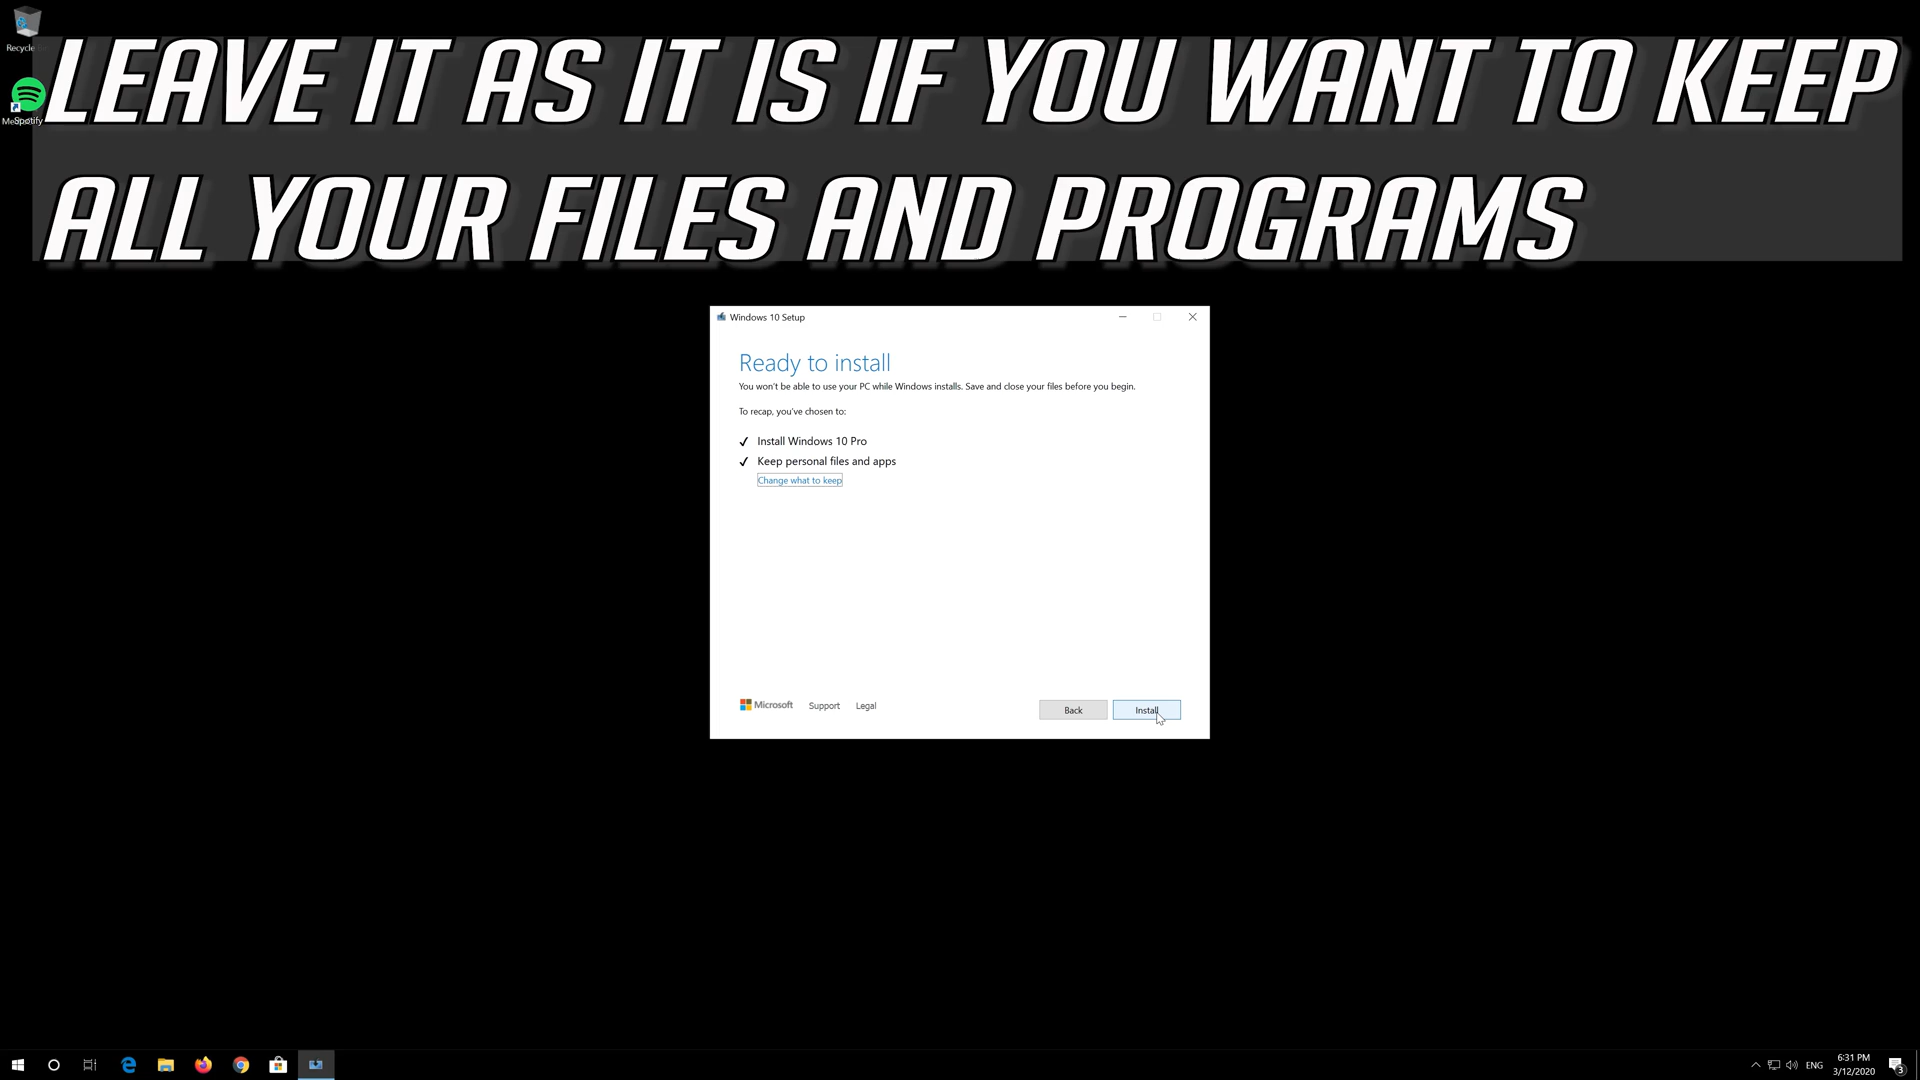 LEAVE IT AS IT IS IF YOU WANT TO KEEP
ALL YOUR FILES AND PROGRAMS
Recycle
Spotify
Windows 10 Setup
Ready to install
You won't be able to use your PC while Windows installs. Save and close your files before you begin.
To recap, you've chosen to:
Install Windows 10 Pro
Keep personal files and apps
Change what to keep
Microsoft Support Legal
Back Install
ENG
6:31 PM
3/12/2020
3